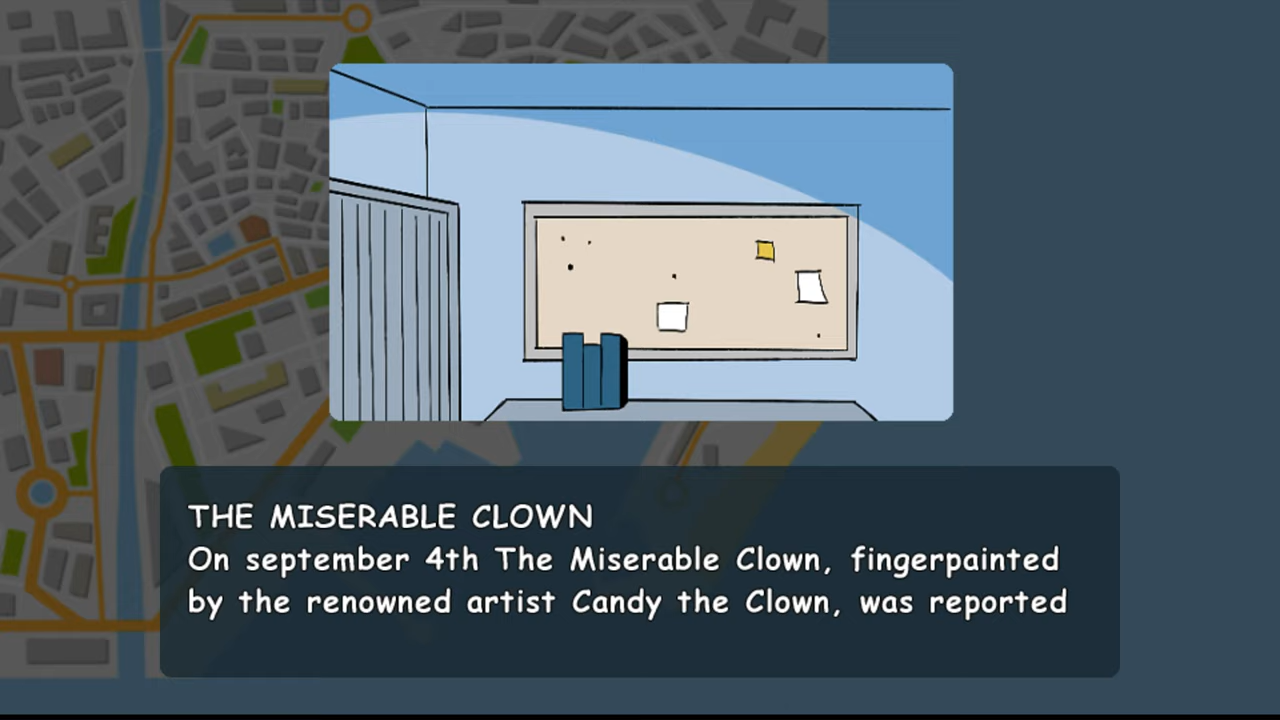 THE MISERABLE CLOWN
On september 4th The Miserable Clown, fingerpainted
by the renowned artist Candy the Clown, was reported